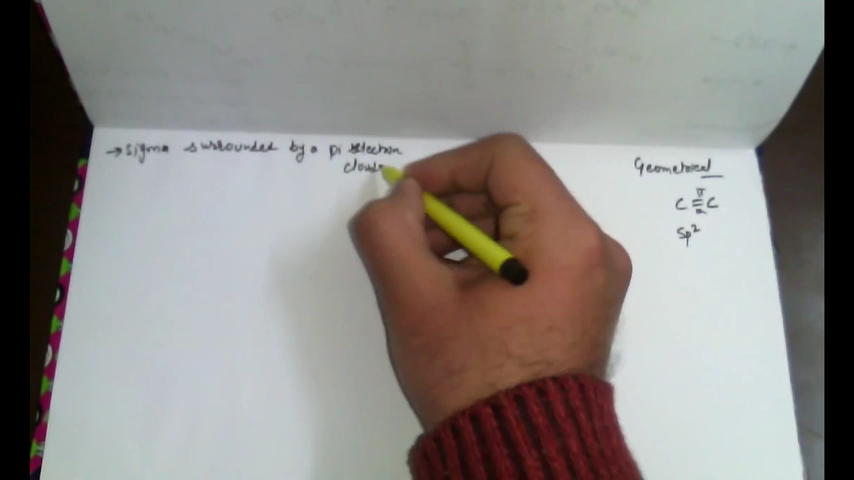 → Sigma surrounded by a pi electron
cloud
Geometrical
π
C = C
Sp²